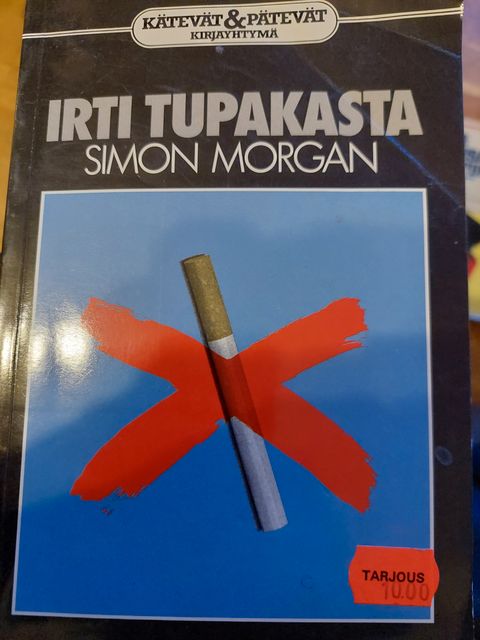 KÄTEVÄT & PÄTEVÄT
KIRJAYHTYMÄ
IRTI TUPAKASTA
SIMON MORGAN
TARJOUS
10.00